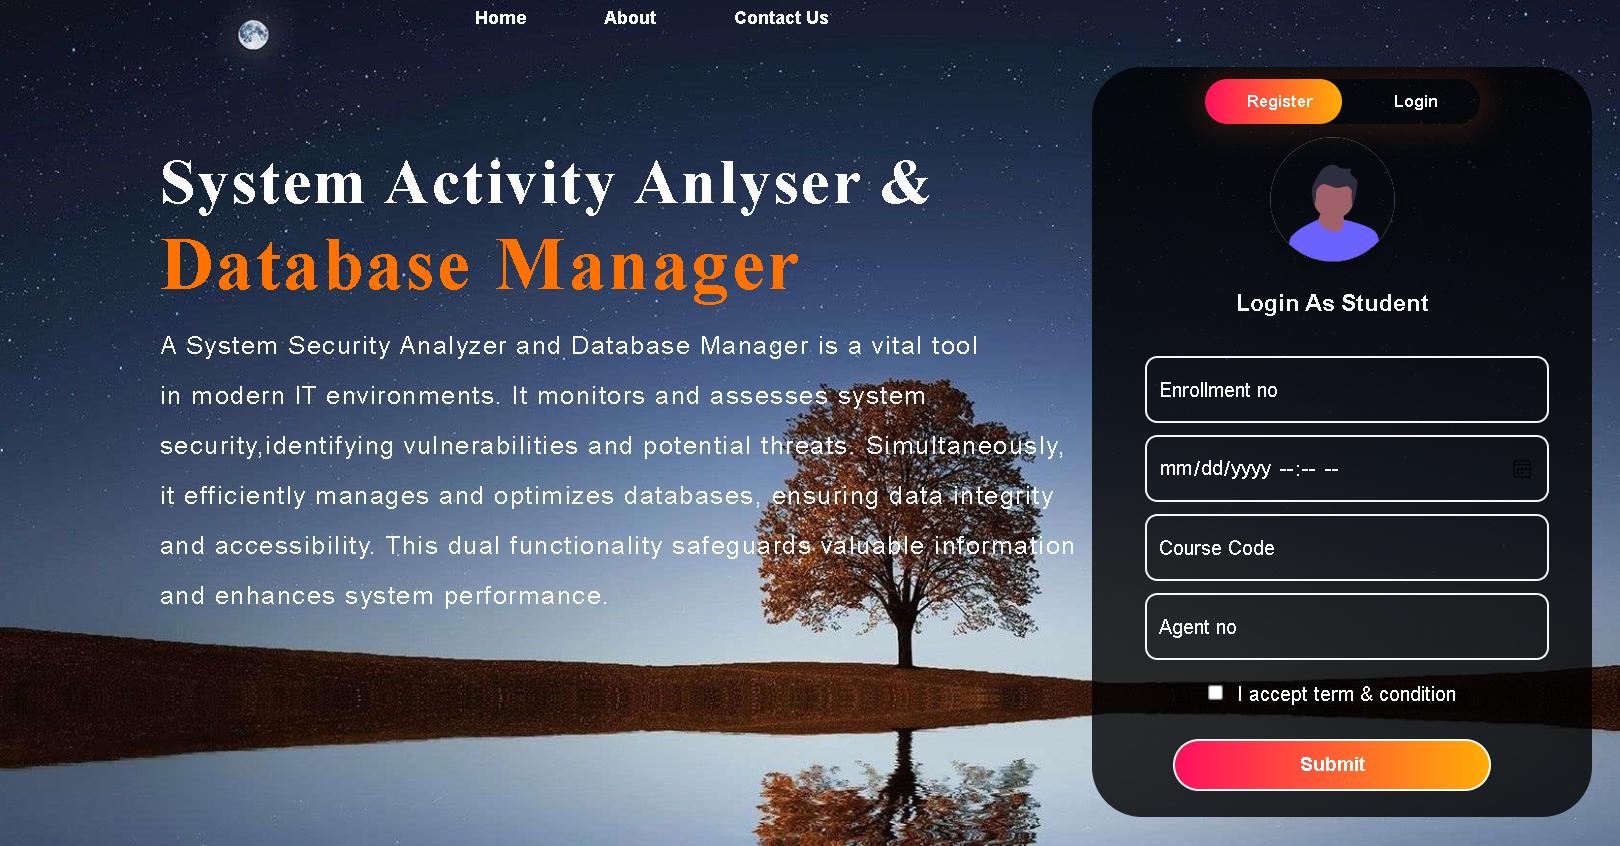 Home About Contact Us
Register Login
System Activity Anlyser &
Database Manager
A System Security Analyzer and Database Manager is a vital tool
in modern IT environments. It monitors and assesses system
security,identifying vulnerabilities and potential threats. Simultaneously,
it efficiently manages and optimizes databases, ensuring data integrity
and accessibility. This dual functionality safeguards valuable information
and enhances system performance.
Login As Student
Enrollment no
mm/dd/yyyy --:-- --
Course Code
Agent no
I accept term & condition
Submit